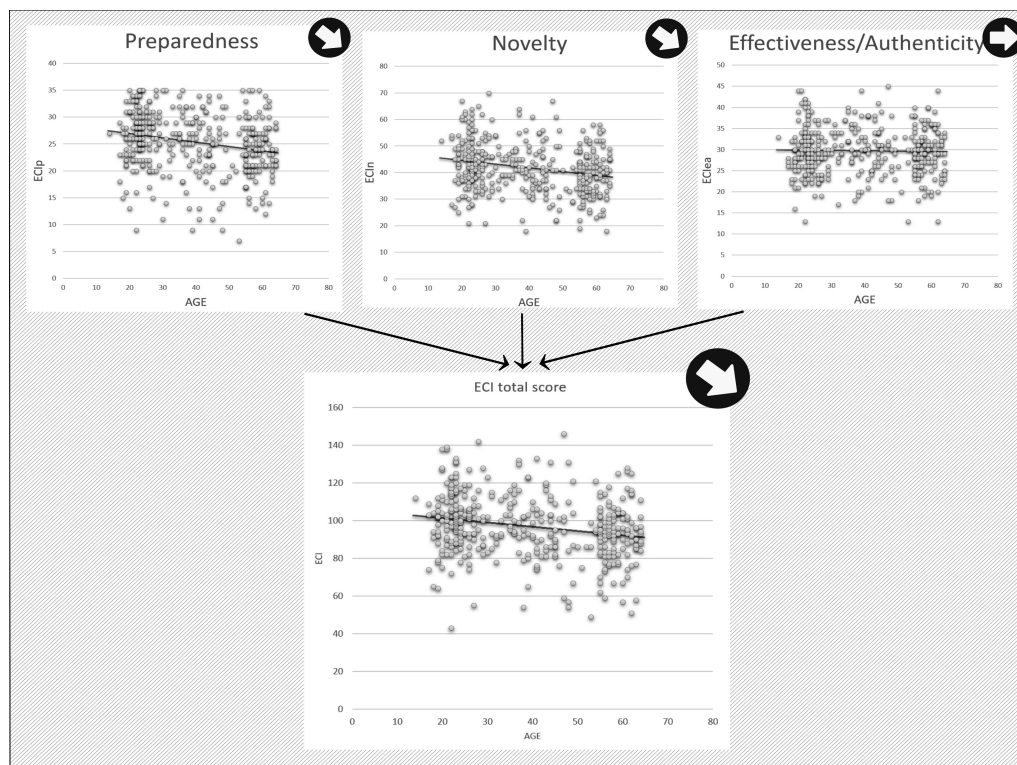 Preparedness
40
35
30
25
20
15
10
5
0
0 10 20 30 40 50 60 70 80
ECIp
AGE
Novelty
80
70
60
50
40
30
20
10
0
0 10 20 30 40 50 60 70 80
ECIn
AGE
Effectiveness/Authenticity
50
45
40
35
30
25
20
15
10
5
0
0 10 20 30 40 50 60 70 80
ECIea
AGE
ECI total score
160
140
120
100
80
60
40
20
0
0 10 20 30 40 50 60 70 80
ECI
AGE